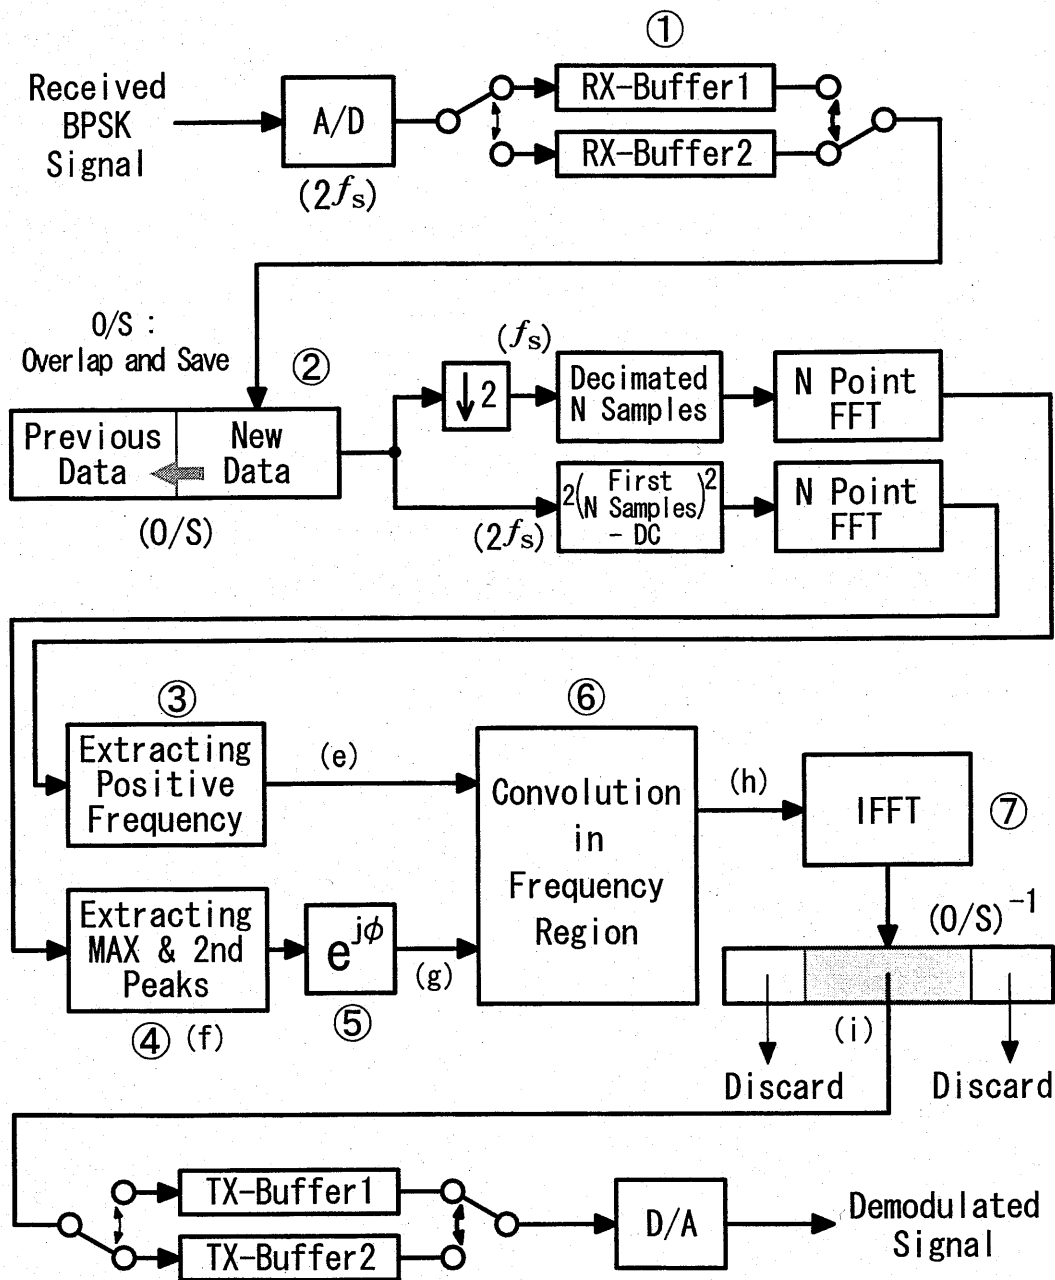 ①
Received
BPSK
Signal
A/D
(2fs)
RX-Buffer1
RX-Buffer2
O/S :
Overlap and Save
②
Previous
Data
New
Data
(O/S)
(fs)
↓2
Decimated
N Samples
N Point
FFT
(2fs)
2(First N Samples)2
- DC
N Point
FFT
③
Extracting
Positive
Frequency
(e)
④ (f)
Extracting
MAX & 2nd
Peaks
ejφ
⑤
(g)
⑥
Convolution
in
Frequency
Region
(h)
IFFT
⑦
(O/S)-1
(i)
Discard
Discard
TX-Buffer1
TX-Buffer2
D/A
Demodulated
Signal